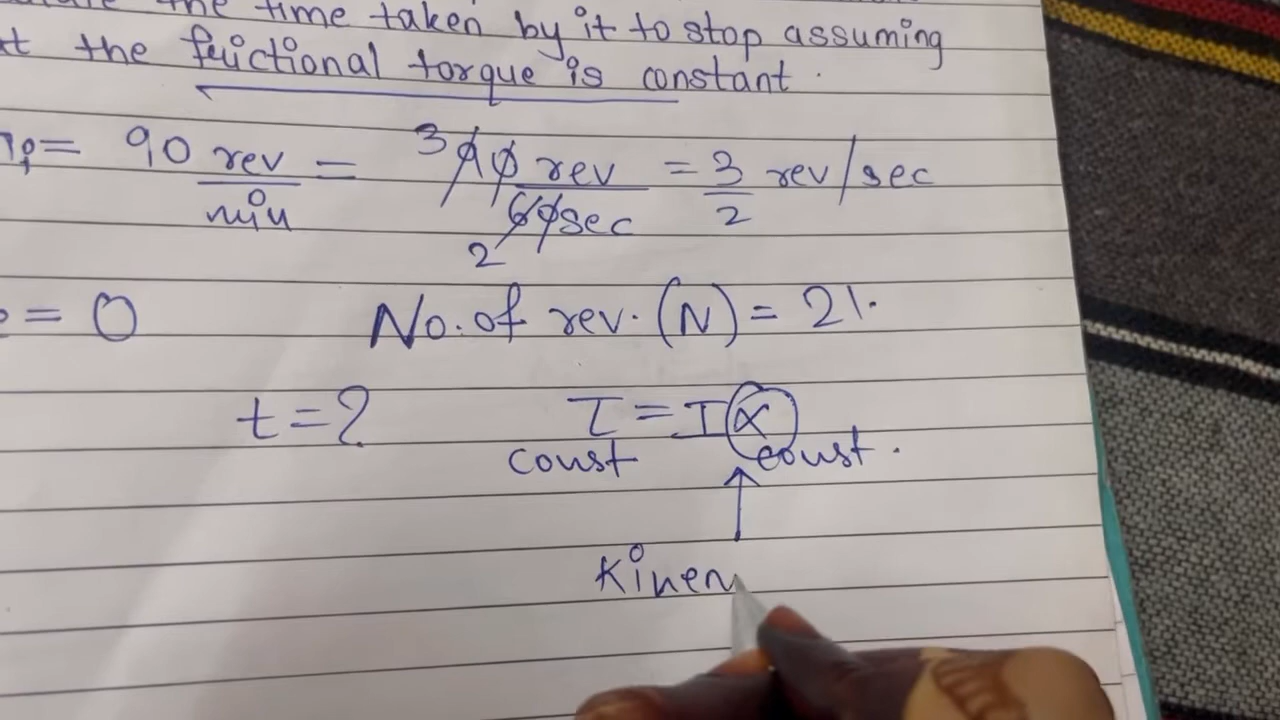 the time taken by it to stop assuming
the frictional torque is constant.
= 90 rev/min = 3 90 rev / 2 60 sec = 3/2 rev/sec
= 0 No. of rev. (N) = 21.
t = ? τ = Iα
const const.
Kinem